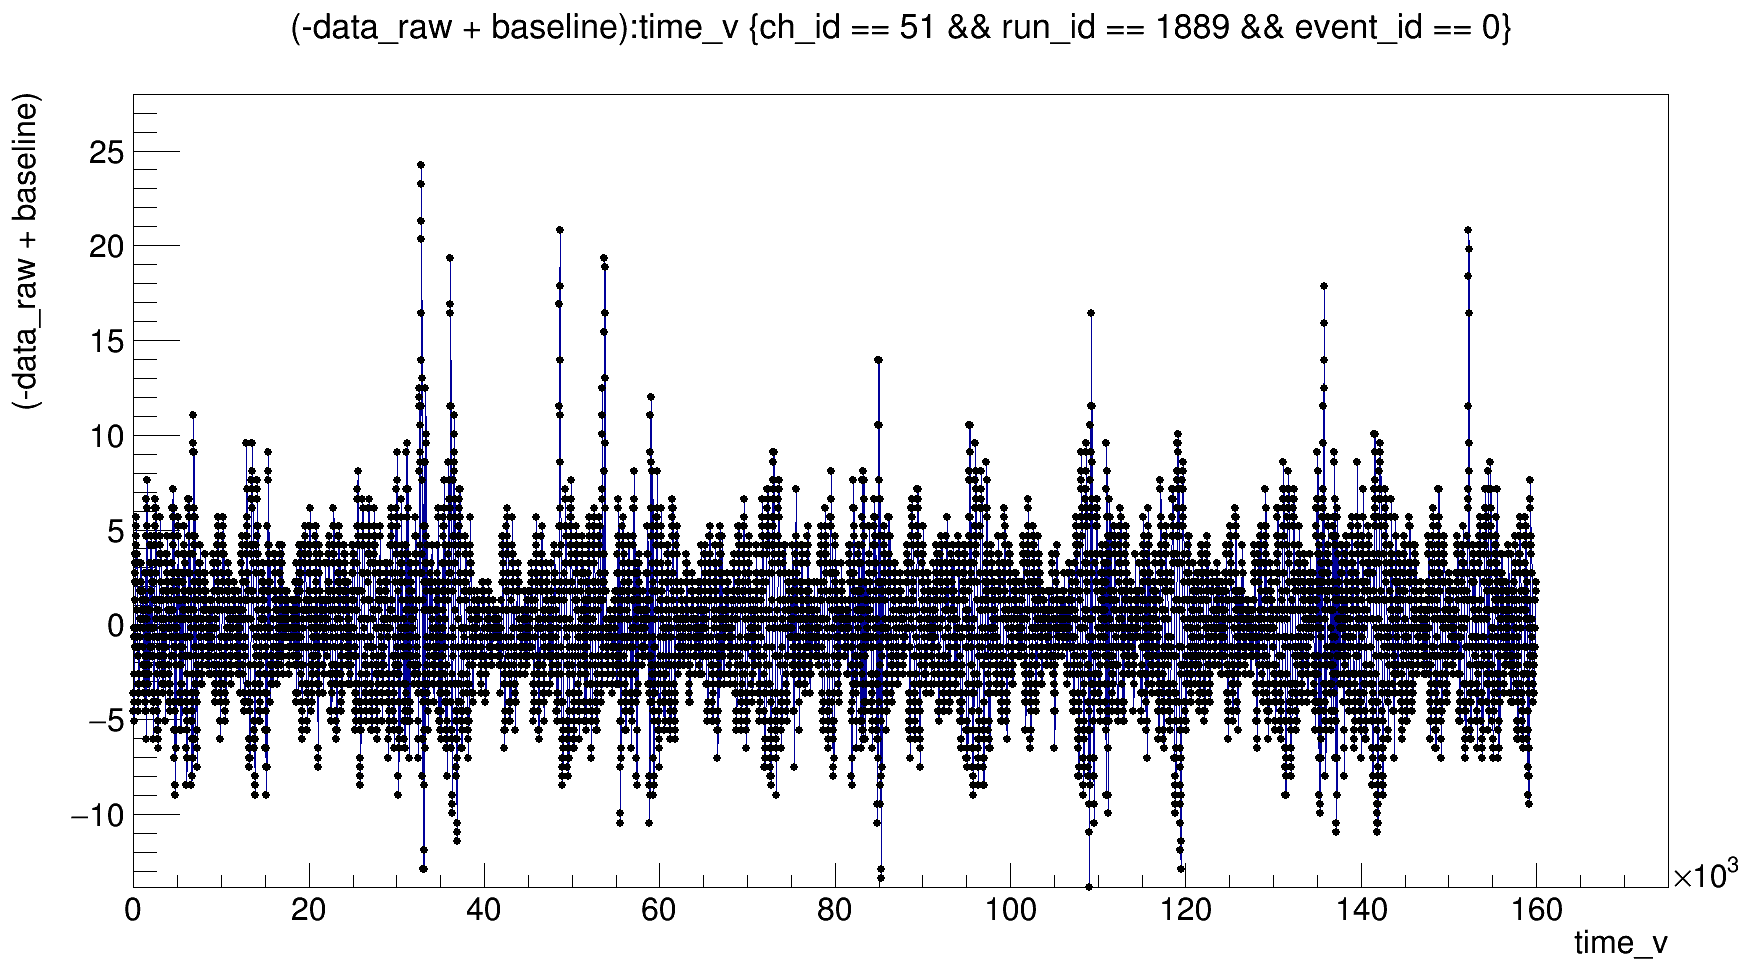 (-data_raw + baseline):time_v {ch_id == 51 && run_id == 1889 && event_id == 0}
(-data_raw + baseline)
25
20
15
10
5
0
−5
−10
0 20 40 60 80 100 120 140 160
×10³
time_v